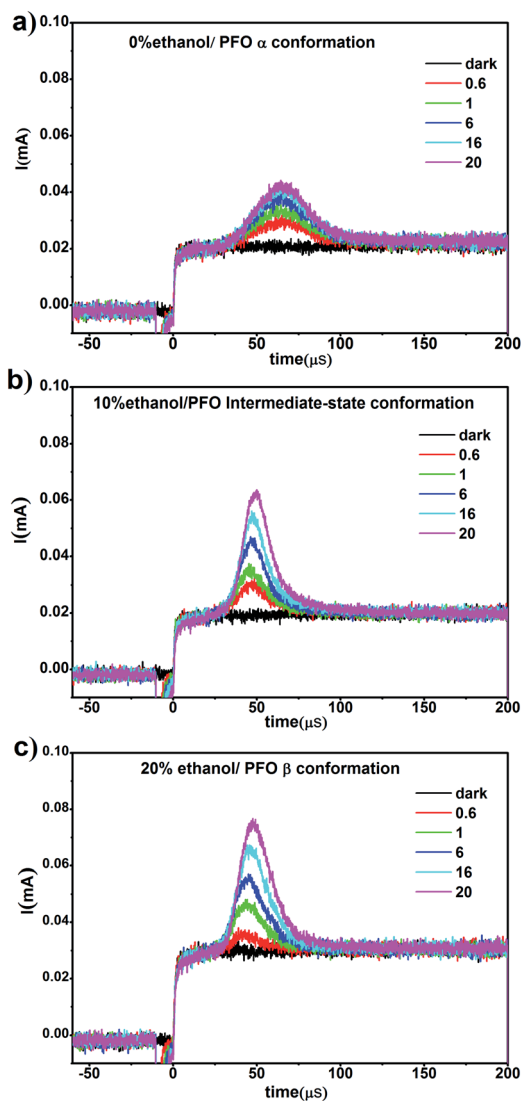 a)
0%ethanol/ PFO α conformation
dark
0.6
1
6
16
20
I(mA)
0.10
0.08
0.06
0.04
0.02
0.00
-50 0 50 100 150 200
time(μs)
b)
10%ethanol/PFO Intermediate-state conformation
dark
0.6
1
6
16
20
I(mA)
0.10
0.08
0.06
0.04
0.02
0.00
-50 0 50 100 150 200
time(μs)
c)
20% ethanol/ PFO β conformation
dark
0.6
1
6
16
20
I(mA)
0.10
0.08
0.06
0.04
0.02
0.00
-50 0 50 100 150 200
time(μs)